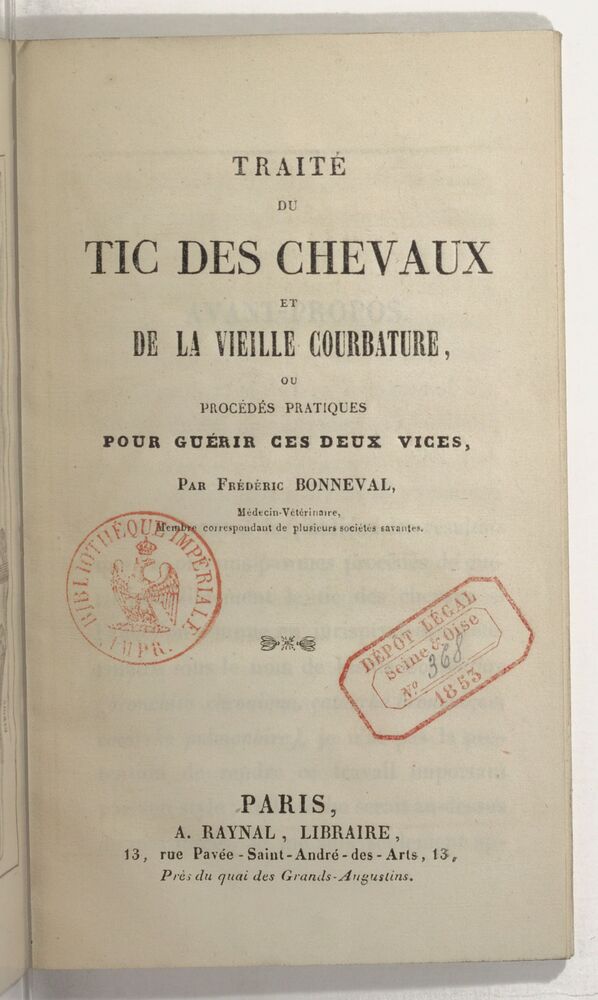 TRAITÉ
DU
TIC DES CHEVAUX
ET
DE LA VIEILLE COURBATURE,
OU
PROCÉDÉS PRATIQUES
POUR GUÉRIR CES DEUX VICES,
PAR FRÉDÉRIC BONNEVAL,
Médecin-Vétérinaire,
Membre correspondant de plusieurs sociétés savantes.
BIBLIOTHÈQUE IMPÉRIALE
IMPR.
DÉPÔT LÉGAL
Seine & Oise
No 368
1853
PARIS,
A. RAYNAL, LIBRAIRE,
13, rue Pavée-Saint-André-des-Arts, 13,
Près du quai des Grands-Augustins.